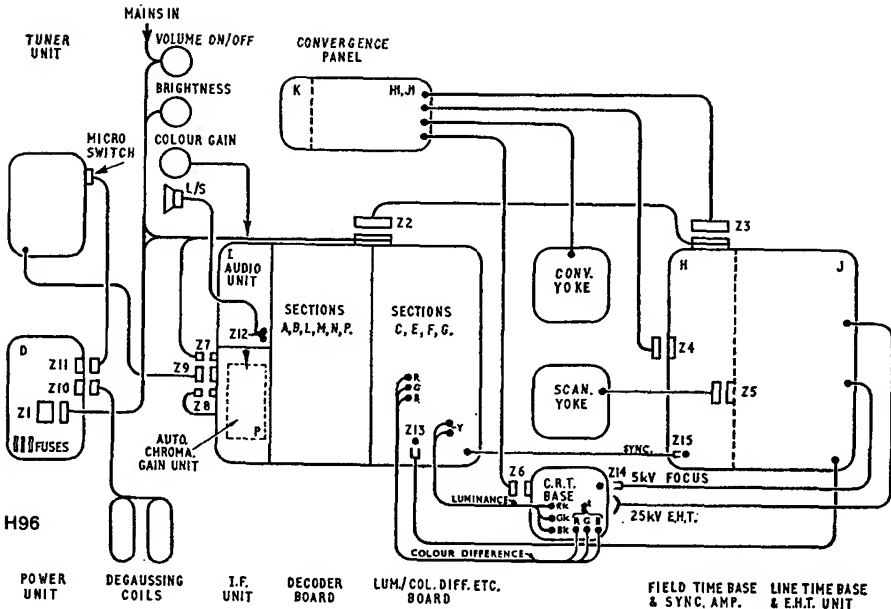 MAINS IN
TUNER
UNIT
VOLUME ON/OFF
BRIGHTNESS
MICRO
SWITCH
COLOUR GAIN
L/S
CONVERGENCE
PANEL
K
H1, J1
Z2
Z3
I
AUDIO
UNIT
Z12
SECTIONS
A,B,L,M,N,P.
SECTIONS
C, E, F, G.
CONV.
YOKE
H
J
Z4
D
Z11
Z10
Z1
FUSES
Z7
Z9
Z8
P
AUTO.
CHROMA.
GAIN UNIT
R
G
B
Z13
Y
SCAN.
YOKE
Z5
SYNC.
Z15
Z6
C.R.T.
BASE
Z14
5kV FOCUS
LUMINANCE
Rk
Gk
Bk
R G B
25kV E.H.T.
COLOUR DIFFERENCE
H96
POWER
UNIT
DEGAUSSING
COILS
I.F.
UNIT
DECODER
BOARD
LUM./COL. DIFF. ETC.
BOARD
FIELD TIME BASE
& SYNC. AMP.
LINE TIME BASE
& E.H.T. UNIT